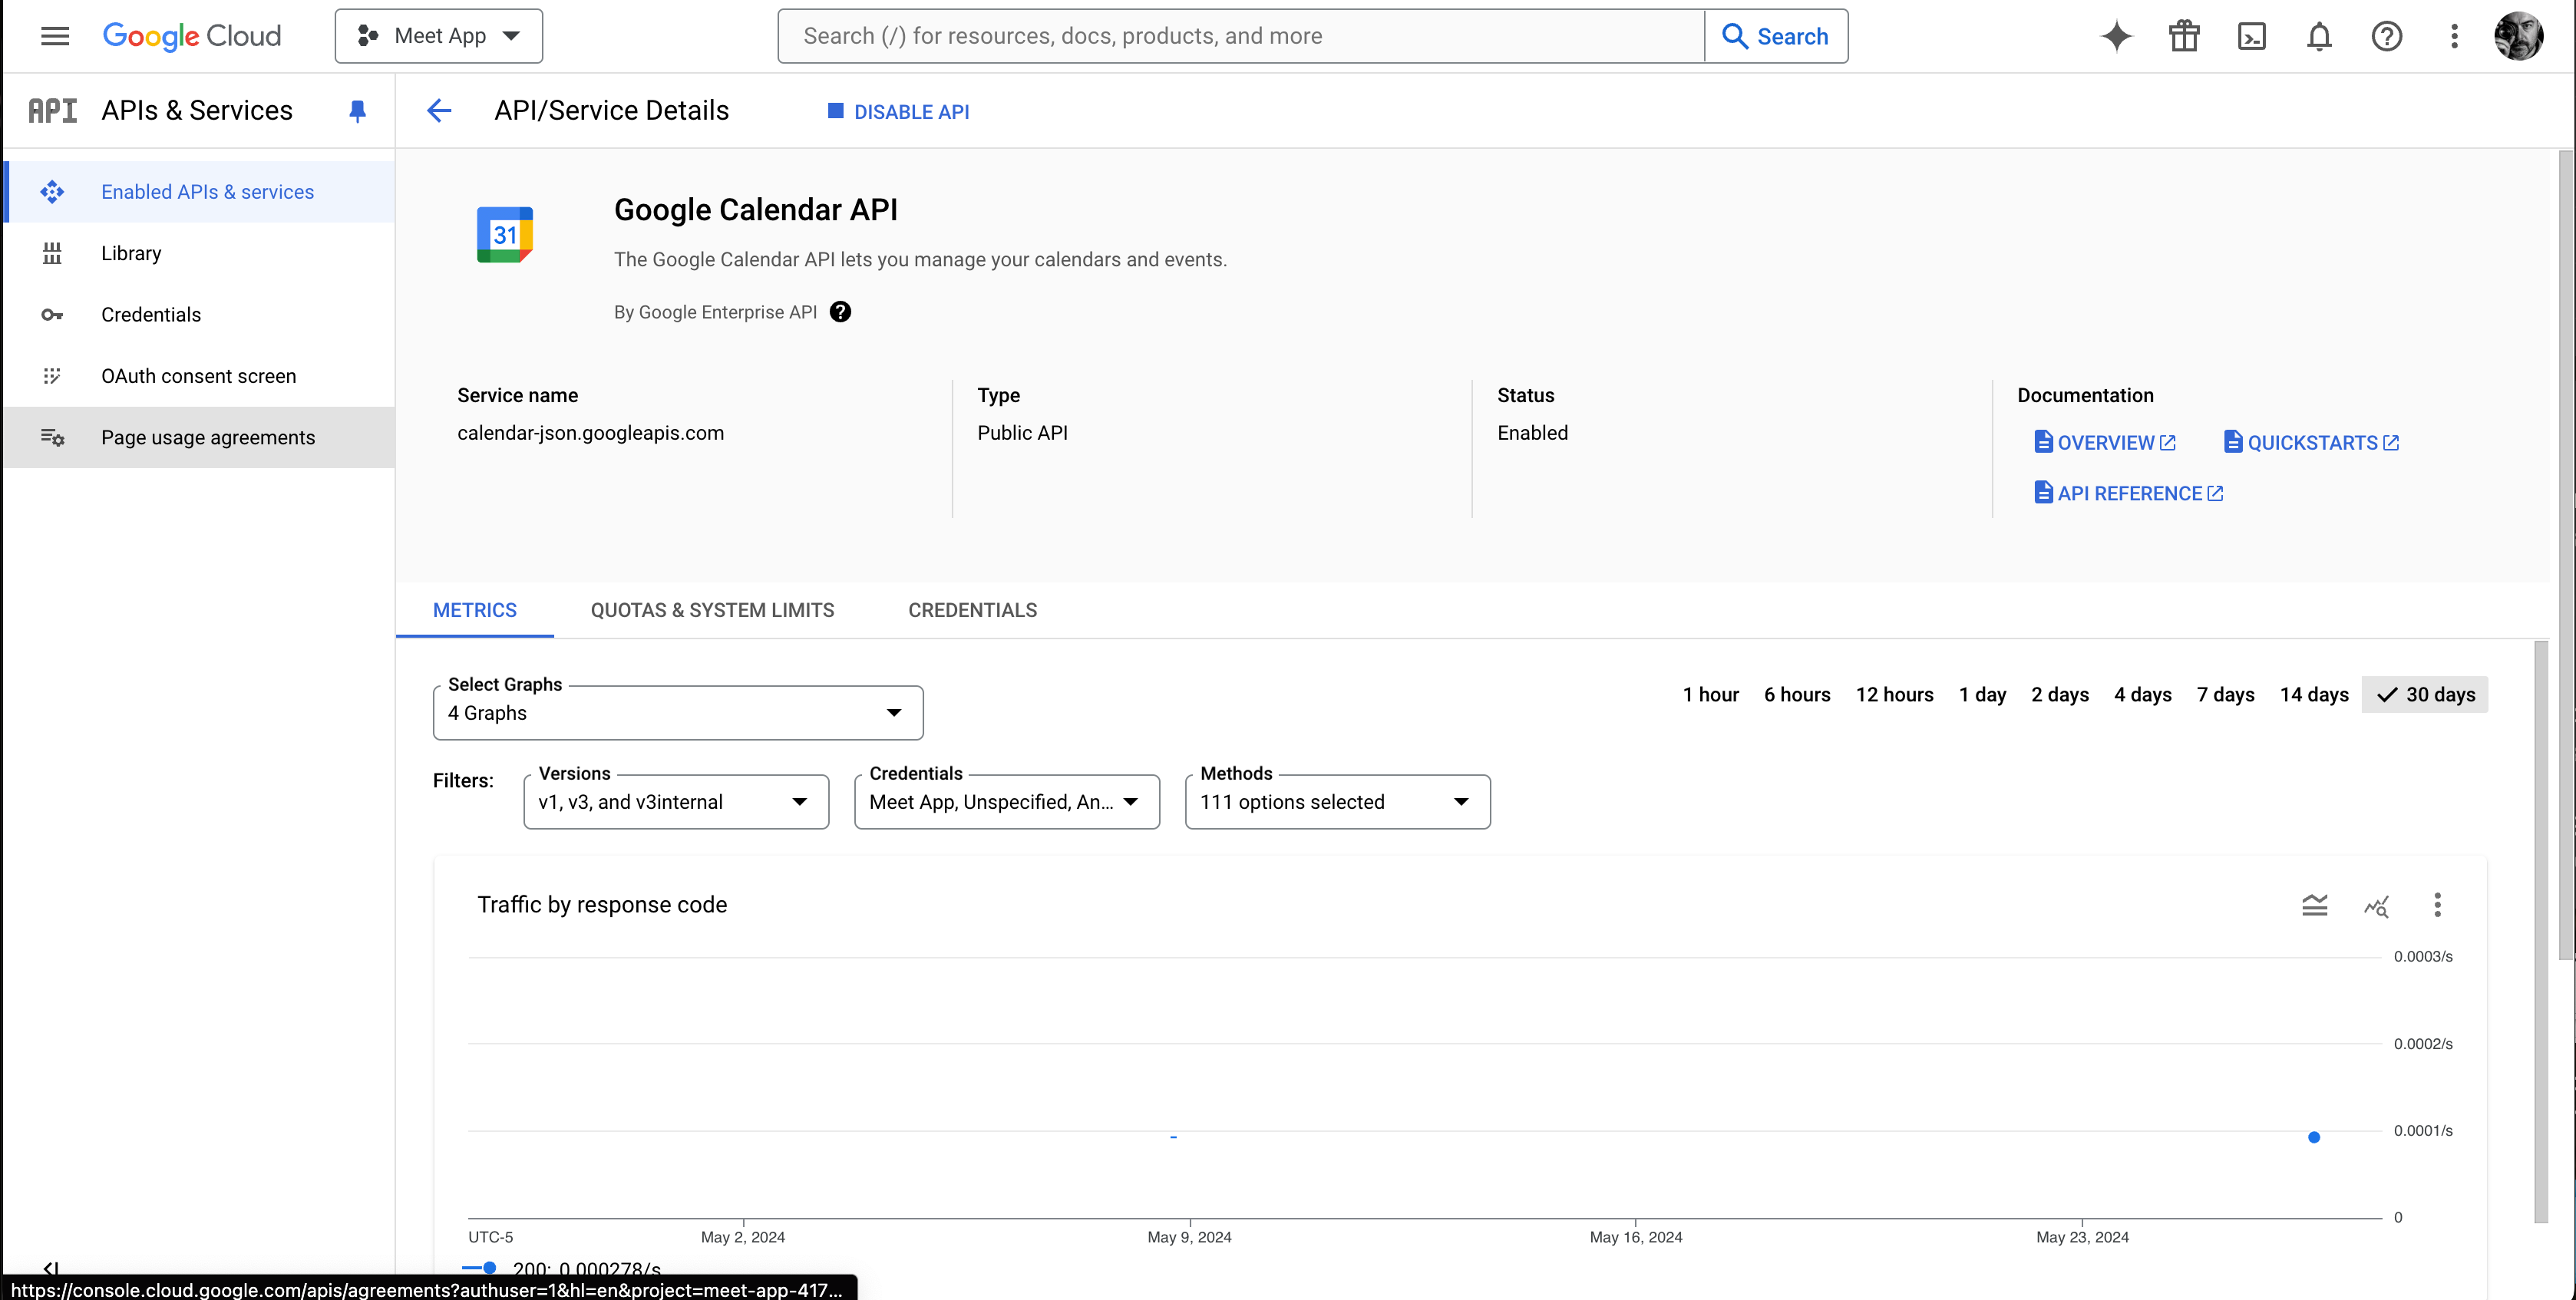 Google Cloud
Meet App
Search (/) for resources, docs, products, and more
Search
API
APIs & Services
API/Service Details
DISABLE API
Enabled APIs & services
Library
Credentials
OAuth consent screen
Page usage agreements
31
Google Calendar API
The Google Calendar API lets you manage your calendars and events.
By Google Enterprise API
Service name
calendar-json.googleapis.com
Type
Public API
Status
Enabled
Documentation
OVERVIEW
QUICKSTARTS
API REFERENCE
METRICS
QUOTAS & SYSTEM LIMITS
CREDENTIALS
Select Graphs
4 Graphs
1 hour
6 hours
12 hours
1 day
2 days
4 days
7 days
14 days
30 days
Filters:
Versions
v1, v3, and v3internal
Credentials
Meet App, Unspecified, An...
Methods
111 options selected
Traffic by response code
0.0003/s
0.0002/s
0.0001/s
0
UTC-5
May 2, 2024
May 9, 2024
May 16, 2024
May 23, 2024
200: 0.000278/s
https://console.cloud.google.com/apis/agreements?authuser=1&hl=en&project=meet-app-417...